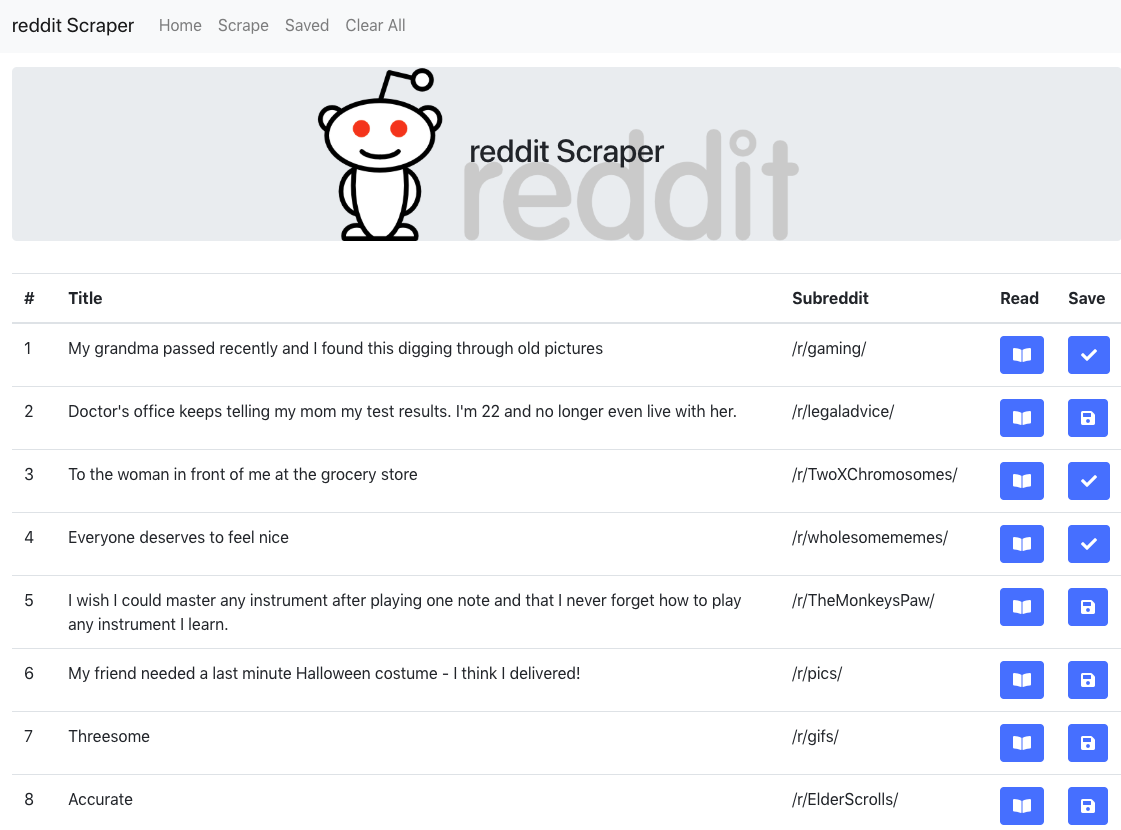 reddit Scraper Home Scrape Saved Clear All
reddit Scraper
reddit
# Title Subreddit Read Save
1 My grandma passed recently and I found this digging through old pictures /r/gaming/
2 Doctor's office keeps telling my mom my test results. I'm 22 and no longer even live with her. /r/legaladvice/
3 To the woman in front of me at the grocery store /r/TwoXChromosomes/
4 Everyone deserves to feel nice /r/wholesomememes/
5 I wish I could master any instrument after playing one note and that I never forget how to play /r/TheMonkeysPaw/
any instrument I learn.
6 My friend needed a last minute Halloween costume - I think I delivered! /r/pics/
7 Threesome /r/gifs/
8 Accurate /r/ElderScrolls/